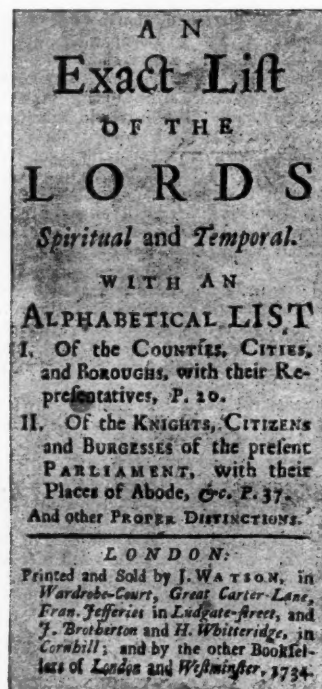 AN
Exact Liſt
OF THE
LORDS
Spiritual and Temporal.
WITH AN
ALPHABETICAL LIST
I. Of the COUNTIES, CITIES,
and BOROUGHS, with their Re-
preſentatives, P. 20.
II. Of the KNIGHTS, CITIZENS
and BURGESSES of the preſent
PARLIAMENT, with their
Places of Abode, &c. P. 37.
And other PROPER DISTINCTIONS.
LONDON:
Printed and Sold by J. WATSON, in
Wardrobe-Court, Great Carter-Lane,
Fran. Jefferies in Ludgate-ſtreet, and
J. Brotherton and H. Whitteridge, in
Cornhill; and by the other Bookſel-
lers of London and Weſtminſter, 1734.